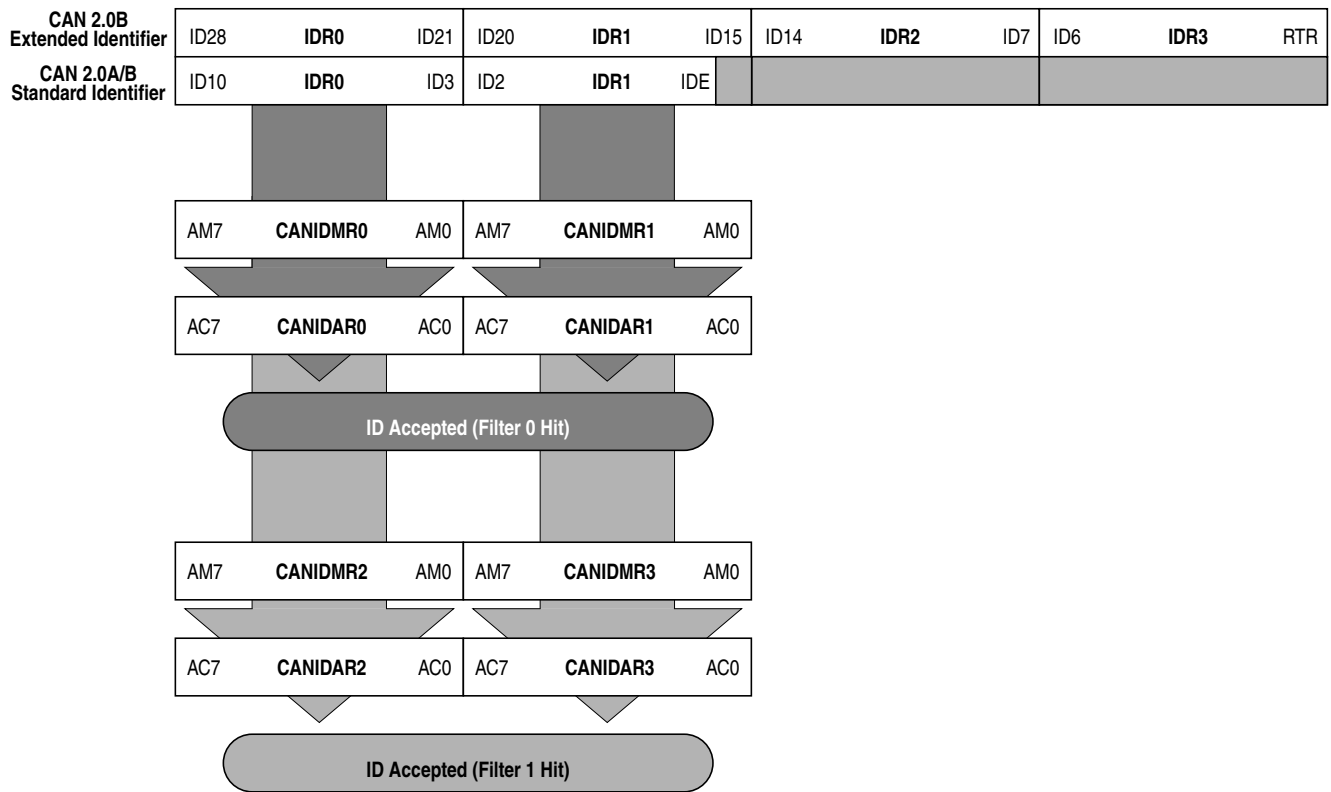 CAN 2.0B
Extended Identifier
ID28 IDR0 ID21 ID20 IDR1 ID15 ID14 IDR2 ID7 ID6 IDR3 RTR
CAN 2.0A/B
Standard Identifier
ID10 IDR0 ID3 ID2 IDR1 IDE
AM7 CANIDMR0 AM0 AM7 CANIDMR1 AM0
AC7 CANIDAR0 AC0 AC7 CANIDAR1 AC0
ID Accepted (Filter 0 Hit)
AM7 CANIDMR2 AM0 AM7 CANIDMR3 AM0
AC7 CANIDAR2 AC0 AC7 CANIDAR3 AC0
ID Accepted (Filter 1 Hit)